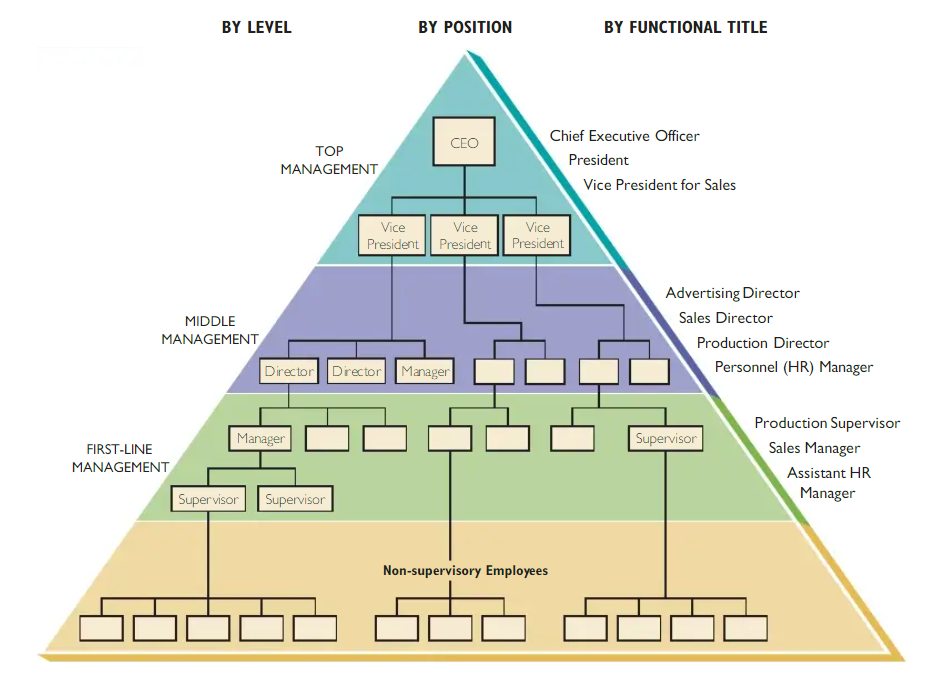 BY LEVEL
BY POSITION
BY FUNCTIONAL TITLE
TOP
MANAGEMENT
CEO
Chief Executive Officer
President
Vice President for Sales
Vice
President
Vice
President
Vice
President
MIDDLE
MANAGEMENT
Advertising Director
Sales Director
Production Director
Personnel (HR) Manager
Director
Director
Manager
FIRST-LINE
MANAGEMENT
Manager
Supervisor
Supervisor
Supervisor
Production Supervisor
Sales Manager
Assistant HR
Manager
Non-supervisory Employees